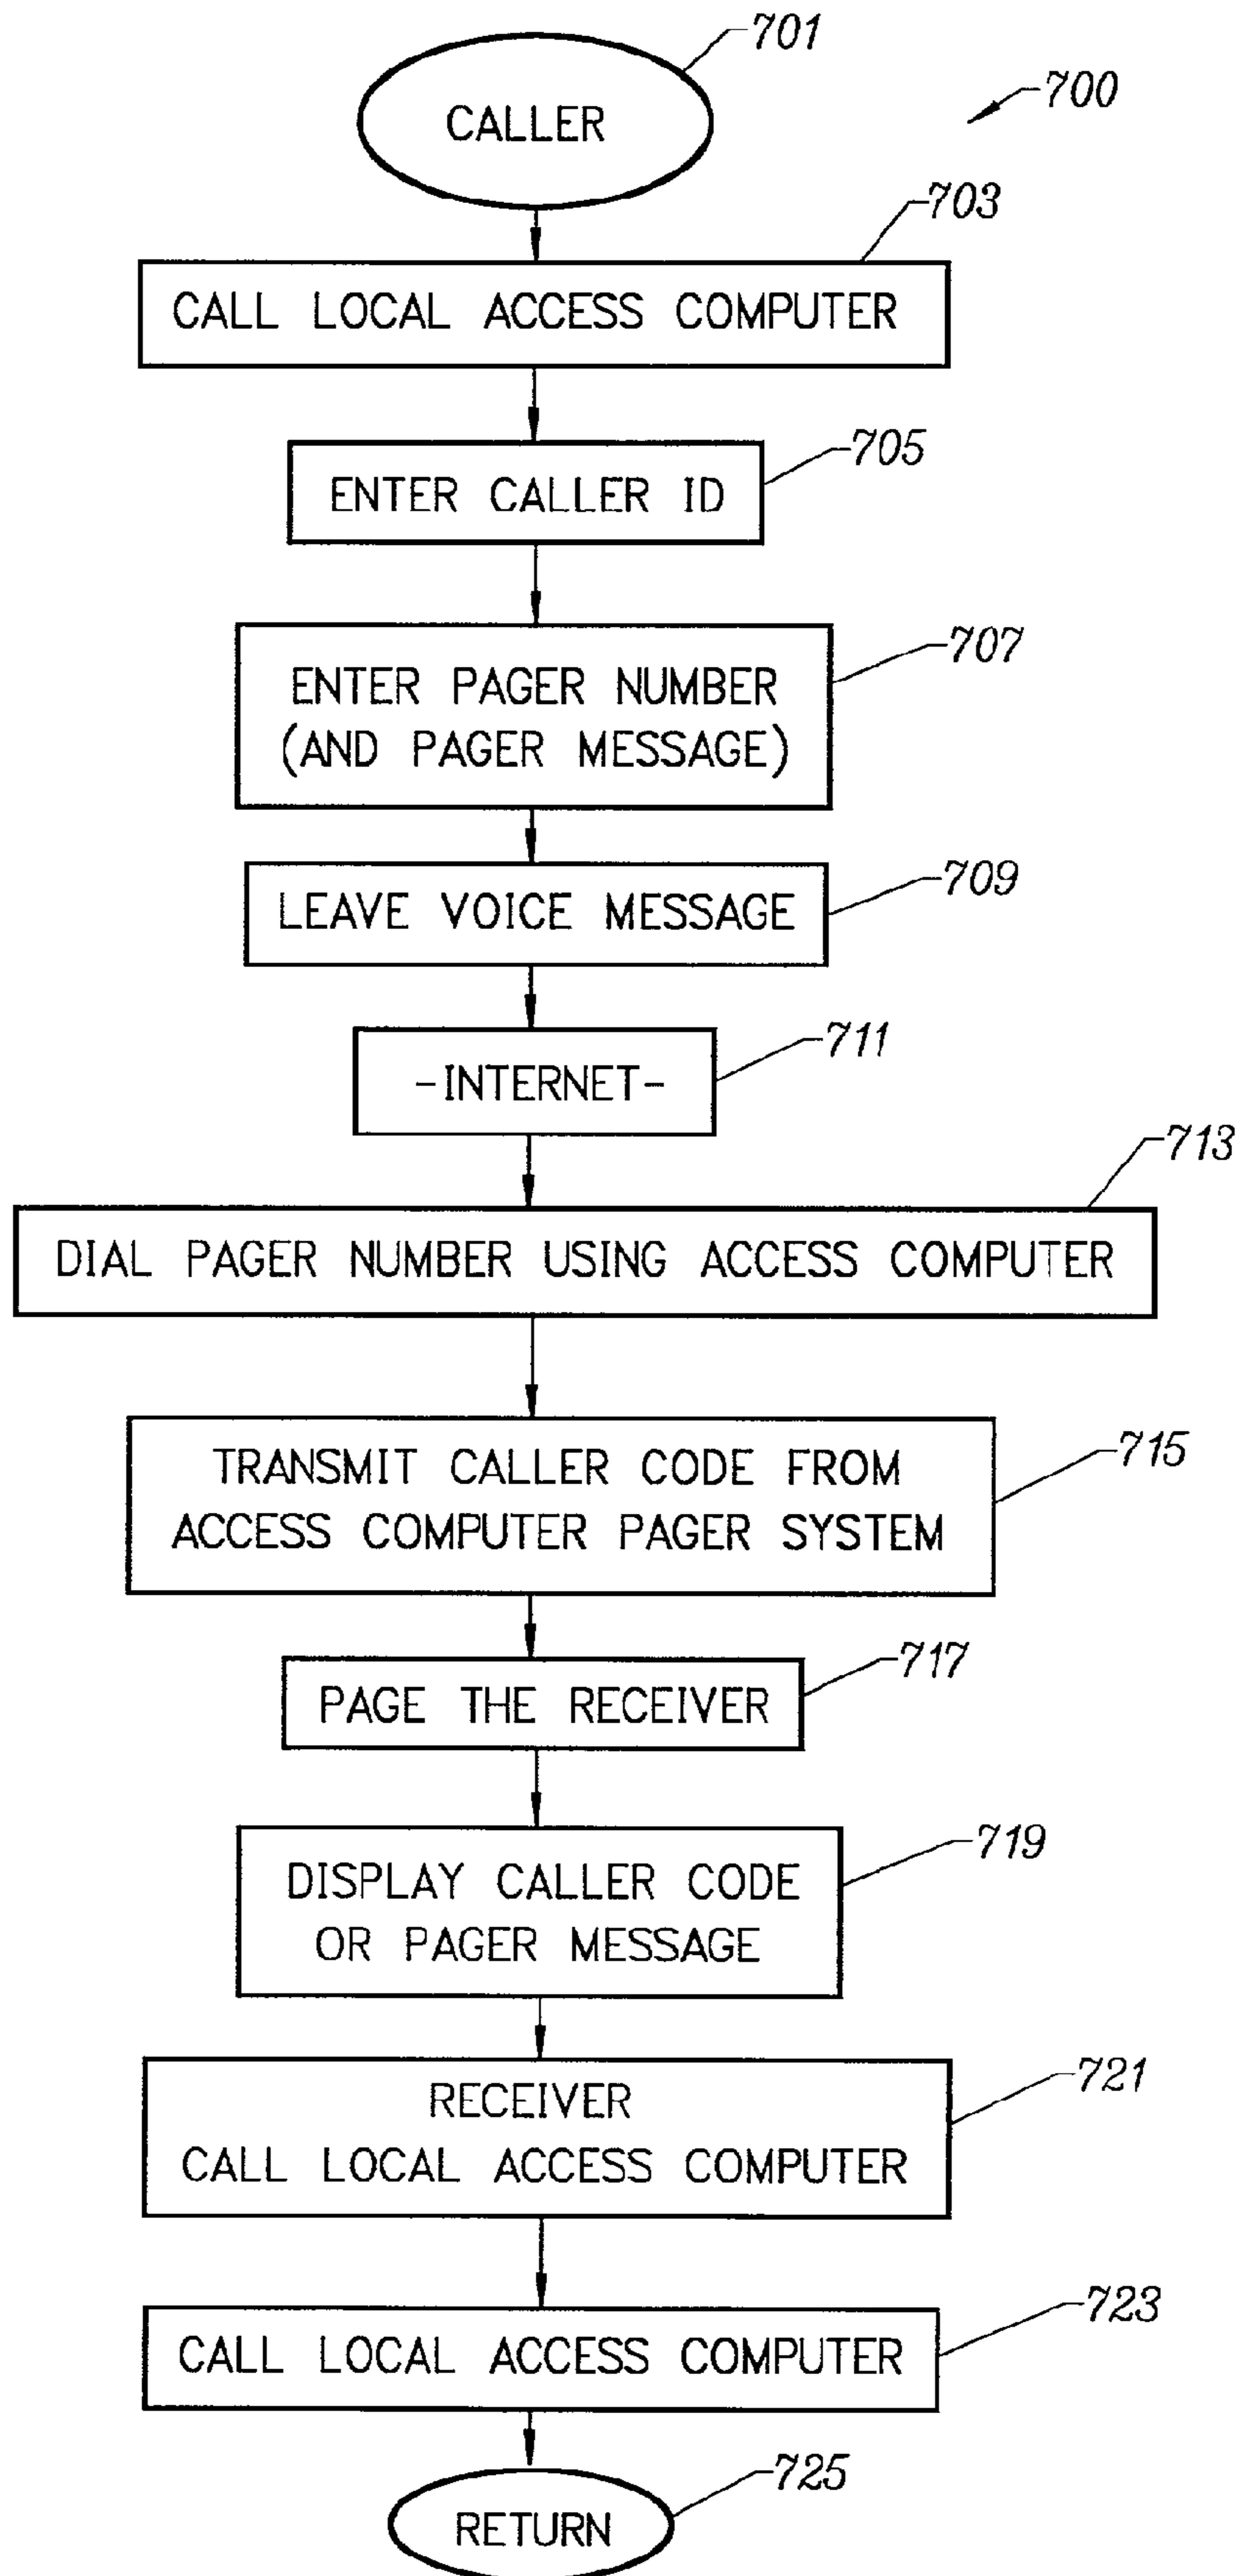 701
CALLER
700
703
CALL LOCAL ACCESS COMPUTER
705
ENTER CALLER ID
707
ENTER PAGER NUMBER
(AND PAGER MESSAGE)
709
LEAVE VOICE MESSAGE
711
-INTERNET-
713
DIAL PAGER NUMBER USING ACCESS COMPUTER
715
TRANSMIT CALLER CODE FROM
ACCESS COMPUTER PAGER SYSTEM
717
PAGE THE RECEIVER
719
DISPLAY CALLER CODE
OR PAGER MESSAGE
721
RECEIVER
CALL LOCAL ACCESS COMPUTER
723
CALL LOCAL ACCESS COMPUTER
725
RETURN